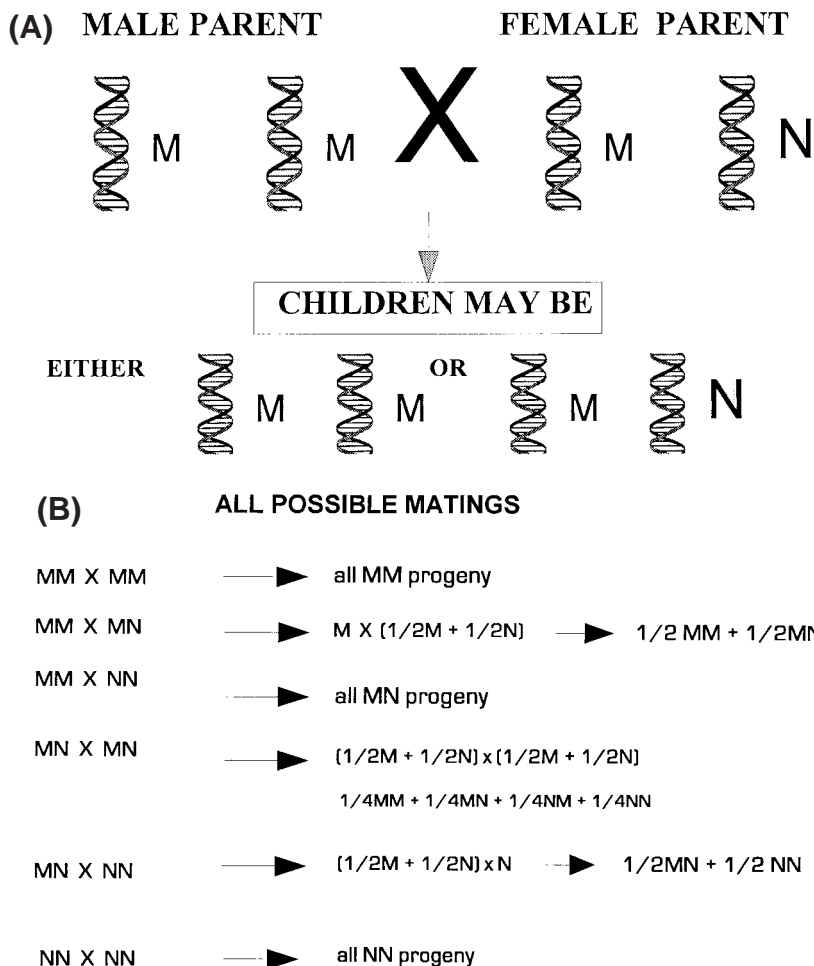 (A) MALE PARENT FEMALE PARENT
M M X M N
CHILDREN MAY BE
EITHER M M OR M N
(B) ALL POSSIBLE MATINGS
MM X MM all MM progeny
MM X MN M X (1/2M + 1/2N) 1/2 MM + 1/2MN
MM X NN all MN progeny
MN X MN (1/2M + 1/2N) x (1/2M + 1/2N)
1/4MM + 1/4MN + 1/4NM + 1/4NN
MN X NN (1/2M + 1/2N) x N 1/2MN + 1/2 NN
NN X NN all NN progeny